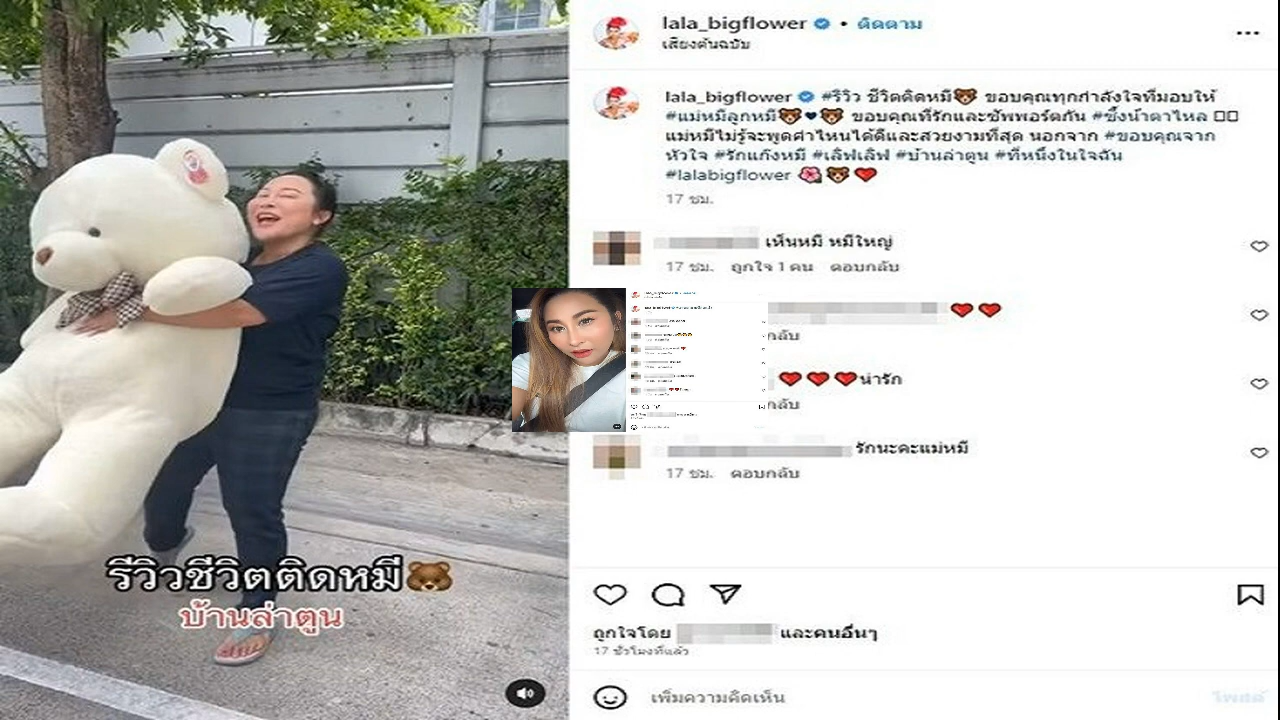 รีวิวชีวิตติดหมี🐻
บ้านล่าตูน
lala_bigflower • ติดตาม
เสียงต้นฉบับ
lala_bigflower #รีวิว ชีวิตติดหมี🐻 ขอบคุณทุกกำลังใจที่มอบให้
#แม่หมีลูกหมี🐻❤🐻 ขอบคุณที่รักและซัพพอร์ตกัน #ซึ้งน้ำตาไหล
แม่หมีไม่รู้จะพูดคำไหนได้ดีและสวยงามที่สุด นอกจาก #ขอบคุณจาก
หัวใจ #รักแก๊งหมี #เลิฟเลิฟ #บ้านล่าตูน #ที่หนึ่งในใจฉัน
#lalabigflower 🌺🐻❤️
17 ชม.
เห็นหมี หมีใหญ่
17 ชม. ถูกใจ 1 คน ตอบกลับ
❤️❤️
กลับ
❤️❤️❤️น่ารัก
กลับ
รักนะคะแม่หมี
17 ชม. ตอบกลับ
ถูกใจโดย และคนอื่นๆ
17 ชั่วโมงที่แล้ว
เพิ่มความคิดเห็น
โพสต์